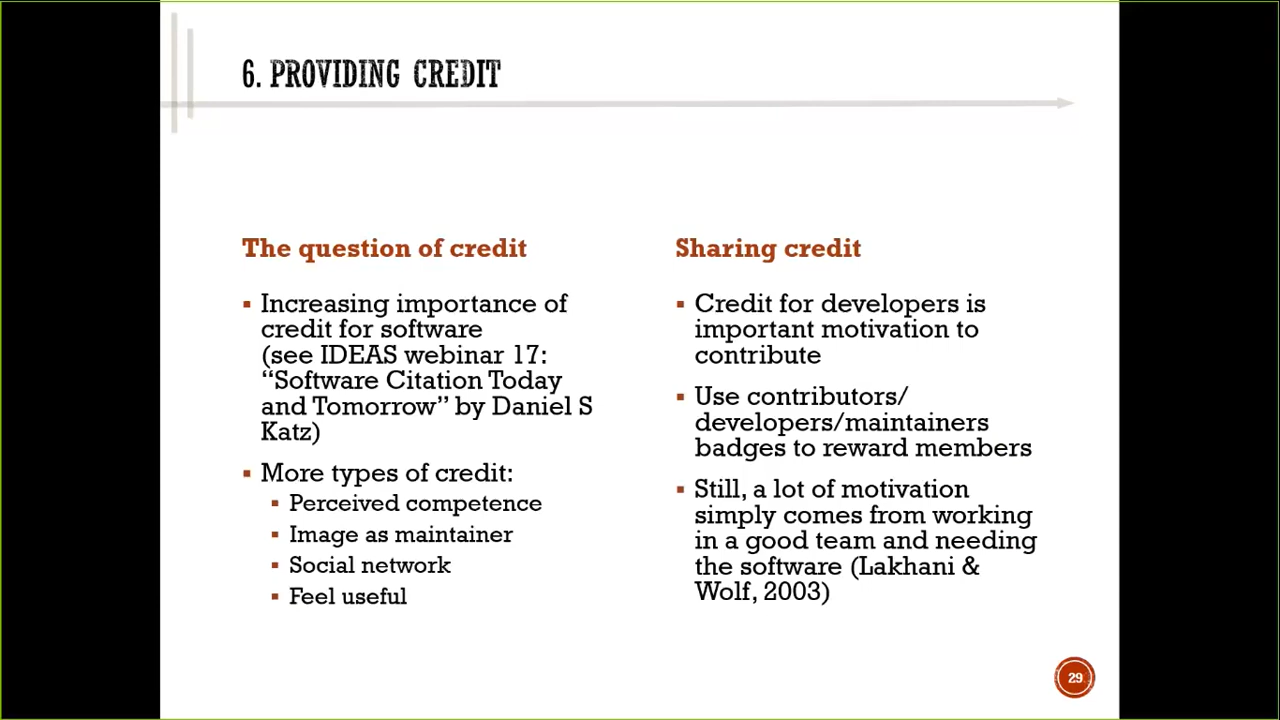 6. PROVIDING CREDIT
The question of credit
▪ Increasing importance of
credit for software
(see IDEAS webinar 17:
“Software Citation Today
and Tomorrow” by Daniel S
Katz)
▪ More types of credit:
▪ Perceived competence
▪ Image as maintainer
▪ Social network
▪ Feel useful
Sharing credit
▪ Credit for developers is
important motivation to
contribute
▪ Use contributors/
developers/maintainers
badges to reward members
▪ Still, a lot of motivation
simply comes from working
in a good team and needing
the software (Lakhani &
Wolf, 2003)
29